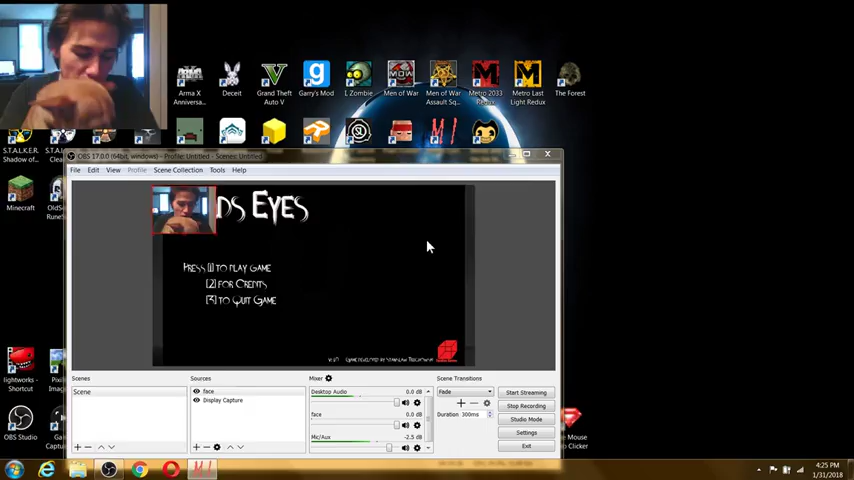 Arma X Anniversa...
Deceit
Grand Theft Auto V
Garry's Mod
L Zombie
Men of War
Men of War Assault Sq...
Metro 2033 Redux
Metro Last Light Redux
The Forest
S.T.A.L.K.E.R. Shadow of...
OBS 17.0.0 (64bit, windows) - Profile: Untitled - Scenes: Untitled
File Edit View Profile Scene Collection Tools Help
Minecraft
DS EYES
PRESS [1] TO PLAY GAME
[2] FOR CREDITS
[3] TO QUIT GAME
lightworks - Shortcut
OBS Studio
Scenes
Scene
Sources
face
Display Capture
Mixer
Desktop Audio 0.0 dB
face 0.0 dB
Mic/Aux -2.5 dB
Scene Transitions
Fade
Duration 300ms
Start Streaming
Stop Recording
Studio Mode
Settings
Exit
4:25 PM
1/31/2018